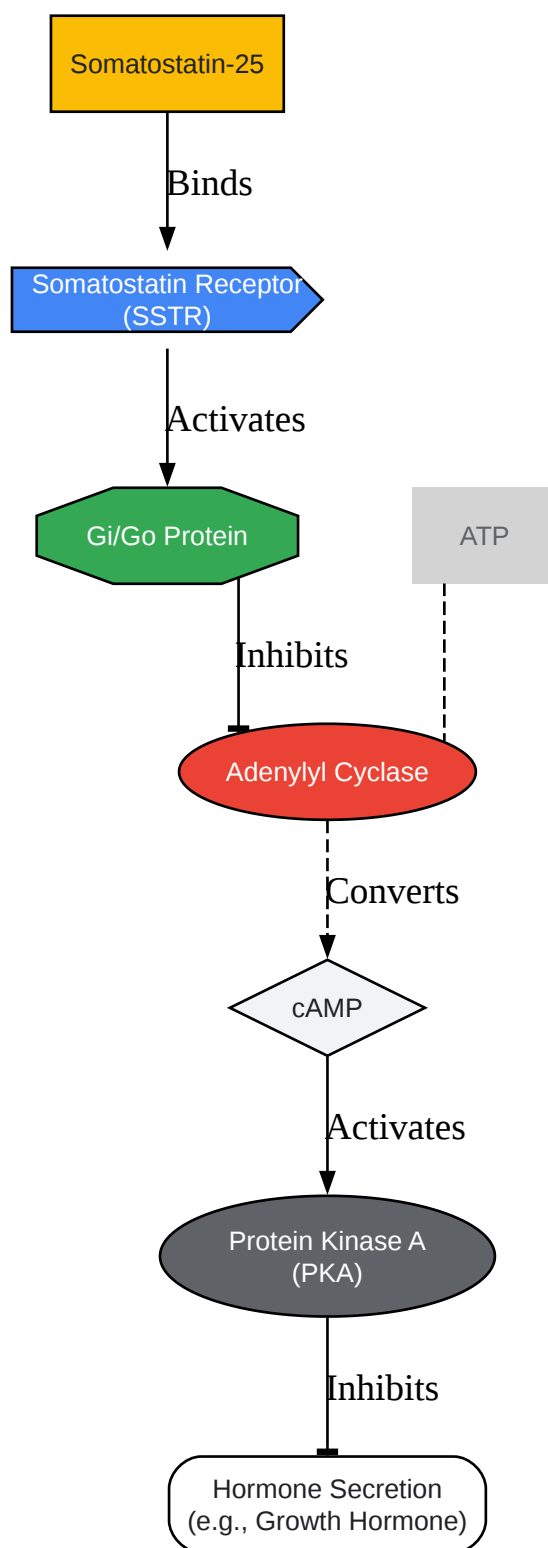 Somatostatin-25
Binds
Somatostatin Receptor
(SSTR)
Activates
Gi/Go Protein
ATP
Inhibits
Adenylyl Cyclase
Converts
cAMP
Activates
Protein Kinase A
(PKA)
Inhibits
Hormone Secretion
(e.g., Growth Hormone)